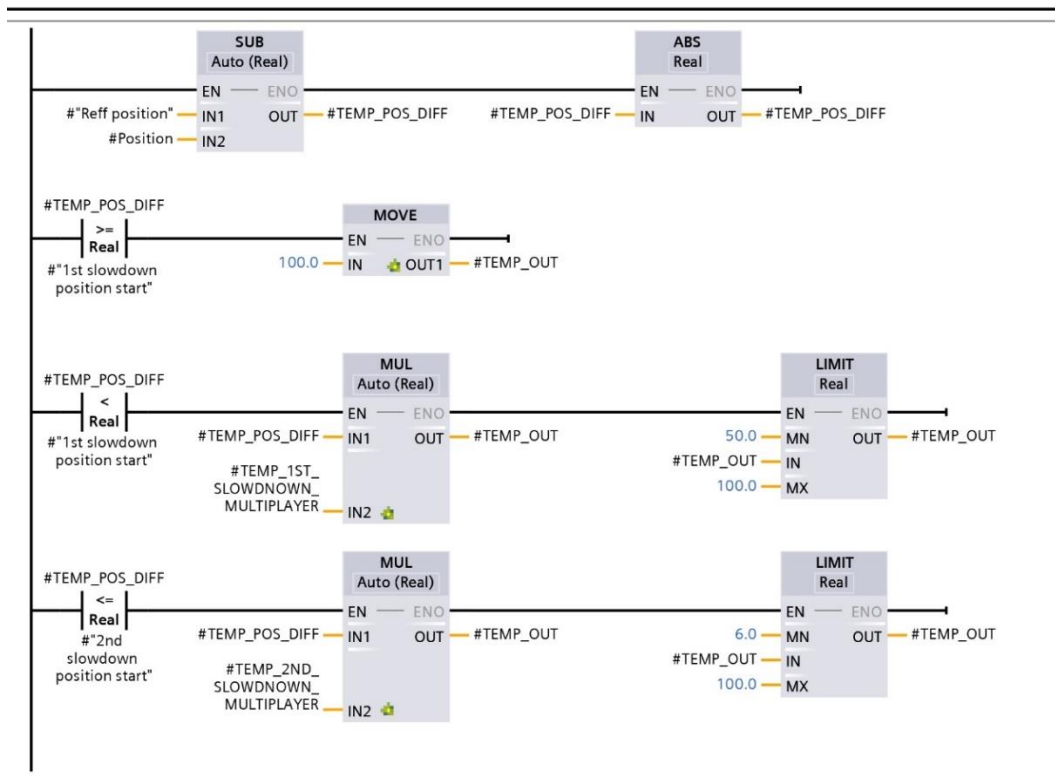 SUB
Auto (Real)
EN — ENO
#"Reff position" IN1 OUT #TEMP_POS_DIFF
#Position IN2
ABS
Real
EN — ENO
#TEMP_POS_DIFF IN OUT #TEMP_POS_DIFF
#TEMP_POS_DIFF
>=
Real
#"1st slowdown
position start"
MOVE
EN — ENO
100.0 IN OUT1 #TEMP_OUT
#TEMP_POS_DIFF
<
Real
#"1st slowdown
position start"
MUL
Auto (Real)
EN — ENO
#TEMP_POS_DIFF IN1 OUT #TEMP_OUT
#TEMP_1ST_
SLOWDNOWN_
MULTIPLAYER IN2
LIMIT
Real
EN — ENO
50.0 MN OUT #TEMP_OUT
#TEMP_OUT IN
100.0 MX
#TEMP_POS_DIFF
<=
Real
#"2nd
slowdown
position start"
MUL
Auto (Real)
EN — ENO
#TEMP_POS_DIFF IN1 OUT #TEMP_OUT
#TEMP_2ND_
SLOWDNOWN_
MULTIPLAYER IN2
LIMIT
Real
EN — ENO
6.0 MN OUT #TEMP_OUT
#TEMP_OUT IN
100.0 MX